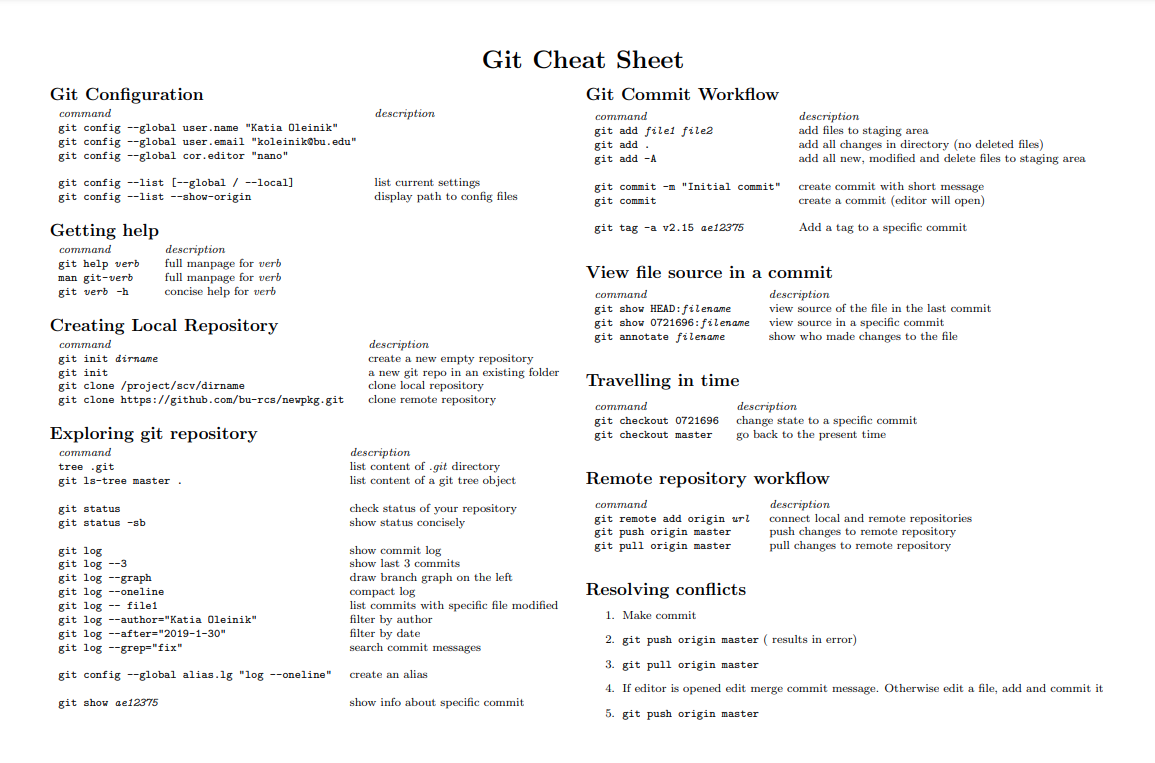 Git Cheat Sheet
Git Configuration
command description
git config --global user.name "Katia Oleinik"
git config --global user.email "koleinik@bu.edu"
git config --global cor.editor "nano"
git config --list [--global / --local] list current settings
git config --list --show-origin display path to config files
Getting help
command description
git help verb full manpage for verb
man git-verb full manpage for verb
git verb -h concise help for verb
Creating Local Repository
command description
git init dirname create a new empty repository
git init a new git repo in an existing folder
git clone /project/scv/dirname clone local repository
git clone https://github.com/bu-rcs/newpkg.git clone remote repository
Exploring git repository
command description
tree .git list content of .git directory
git ls-tree master . list content of a git tree object
git status check status of your repository
git status -sb show status concisely
git log show commit log
git log --3 show last 3 commits
git log --graph draw branch graph on the left
git log --oneline compact log
git log -- file1 list commits with specific file modified
git log --author="Katia Oleinik" filter by author
git log --after="2019-1-30" filter by date
git log --grep="fix" search commit messages
git config --global alias.lg "log --oneline" create an alias
git show ae12375 show info about specific commit
Git Commit Workflow
command description
git add file1 file2 add files to staging area
git add . add all changes in directory (no deleted files)
git add -A add all new, modified and delete files to staging area
git commit -m "Initial commit" create commit with short message
git commit create a commit (editor will open)
git tag -a v2.15 ae12375 Add a tag to a specific commit
View file source in a commit
command description
git show HEAD:filename view source of the file in the last commit
git show 0721696:filename view source in a specific commit
git annotate filename show who made changes to the file
Travelling in time
command description
git checkout 0721696 change state to a specific commit
git checkout master go back to the present time
Remote repository workflow
command description
git remote add origin url connect local and remote repositories
git push origin master push changes to remote repository
git pull origin master pull changes to remote repository
Resolving conflicts
1. Make commit
2. git push origin master ( results in error)
3. git pull origin master
4. If editor is opened edit merge commit message. Otherwise edit a file, add and commit it
5. git push origin master